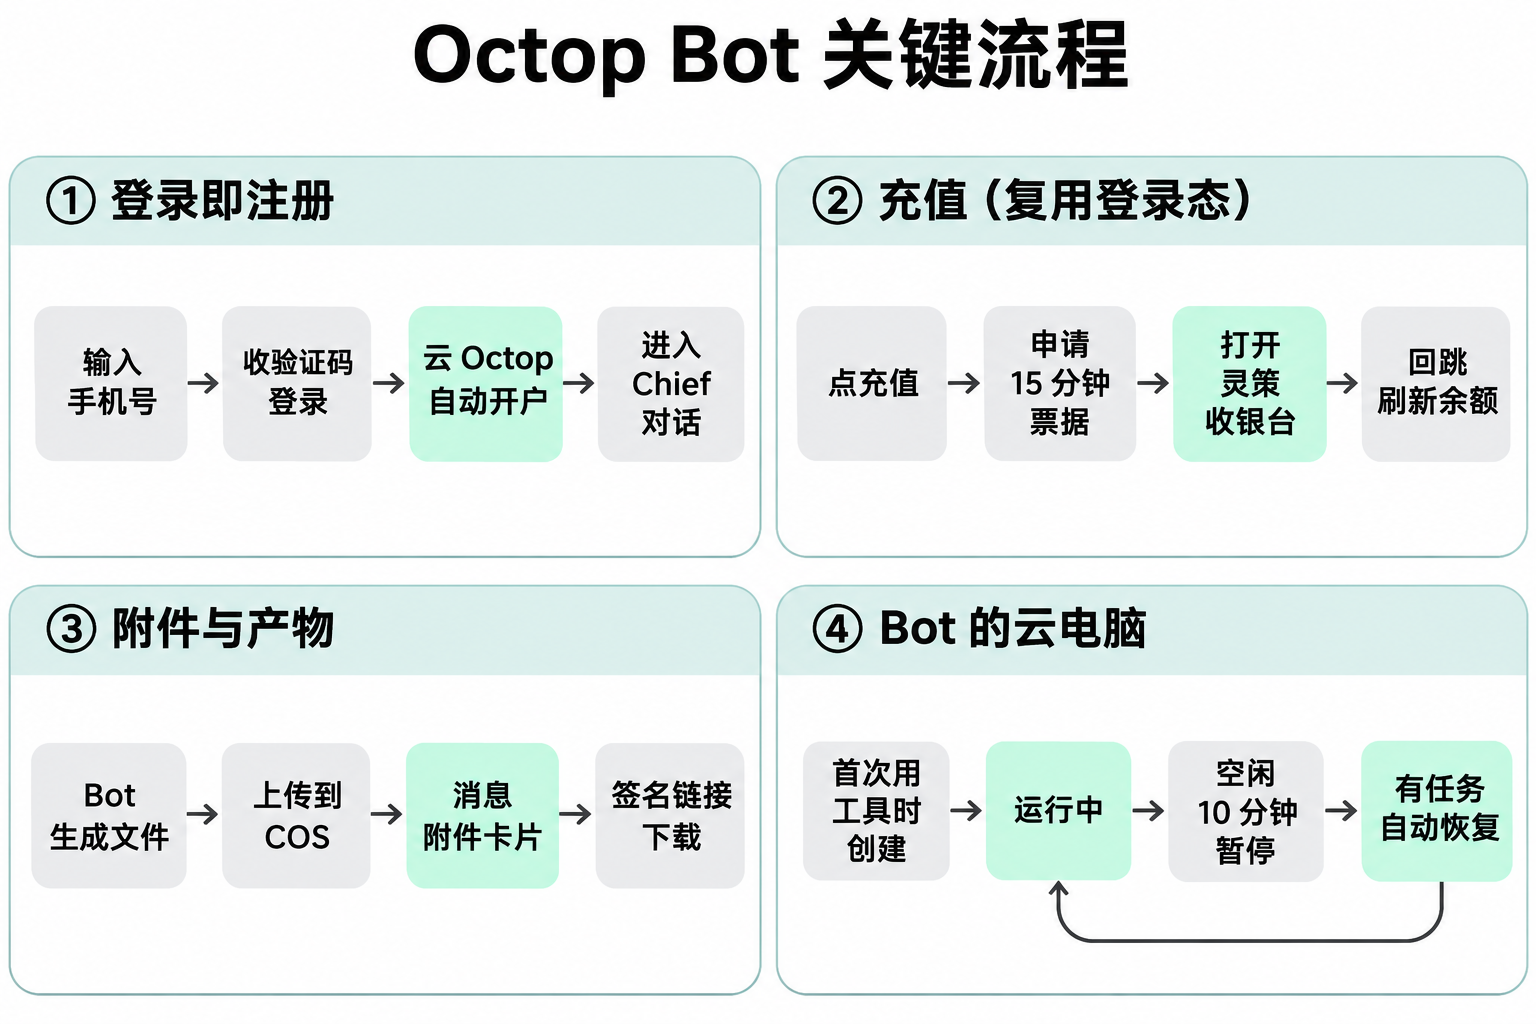 Octop Bot 关键流程
① 登录即注册
输入
手机号
收验证码
登录
云 Octop
自动开户
进入
Chief
对话
② 充值（复用登录态）
点充值
申请
15 分钟
票据
打开
灵策
收银台
回跳
刷新余额
③ 附件与产物
Bot
生成文件
上传到
COS
消息
附件卡片
签名链接
下载
④ Bot 的云电脑
首次用
工具时
创建
运行中
空闲
10 分钟
暂停
有任务
自动恢复